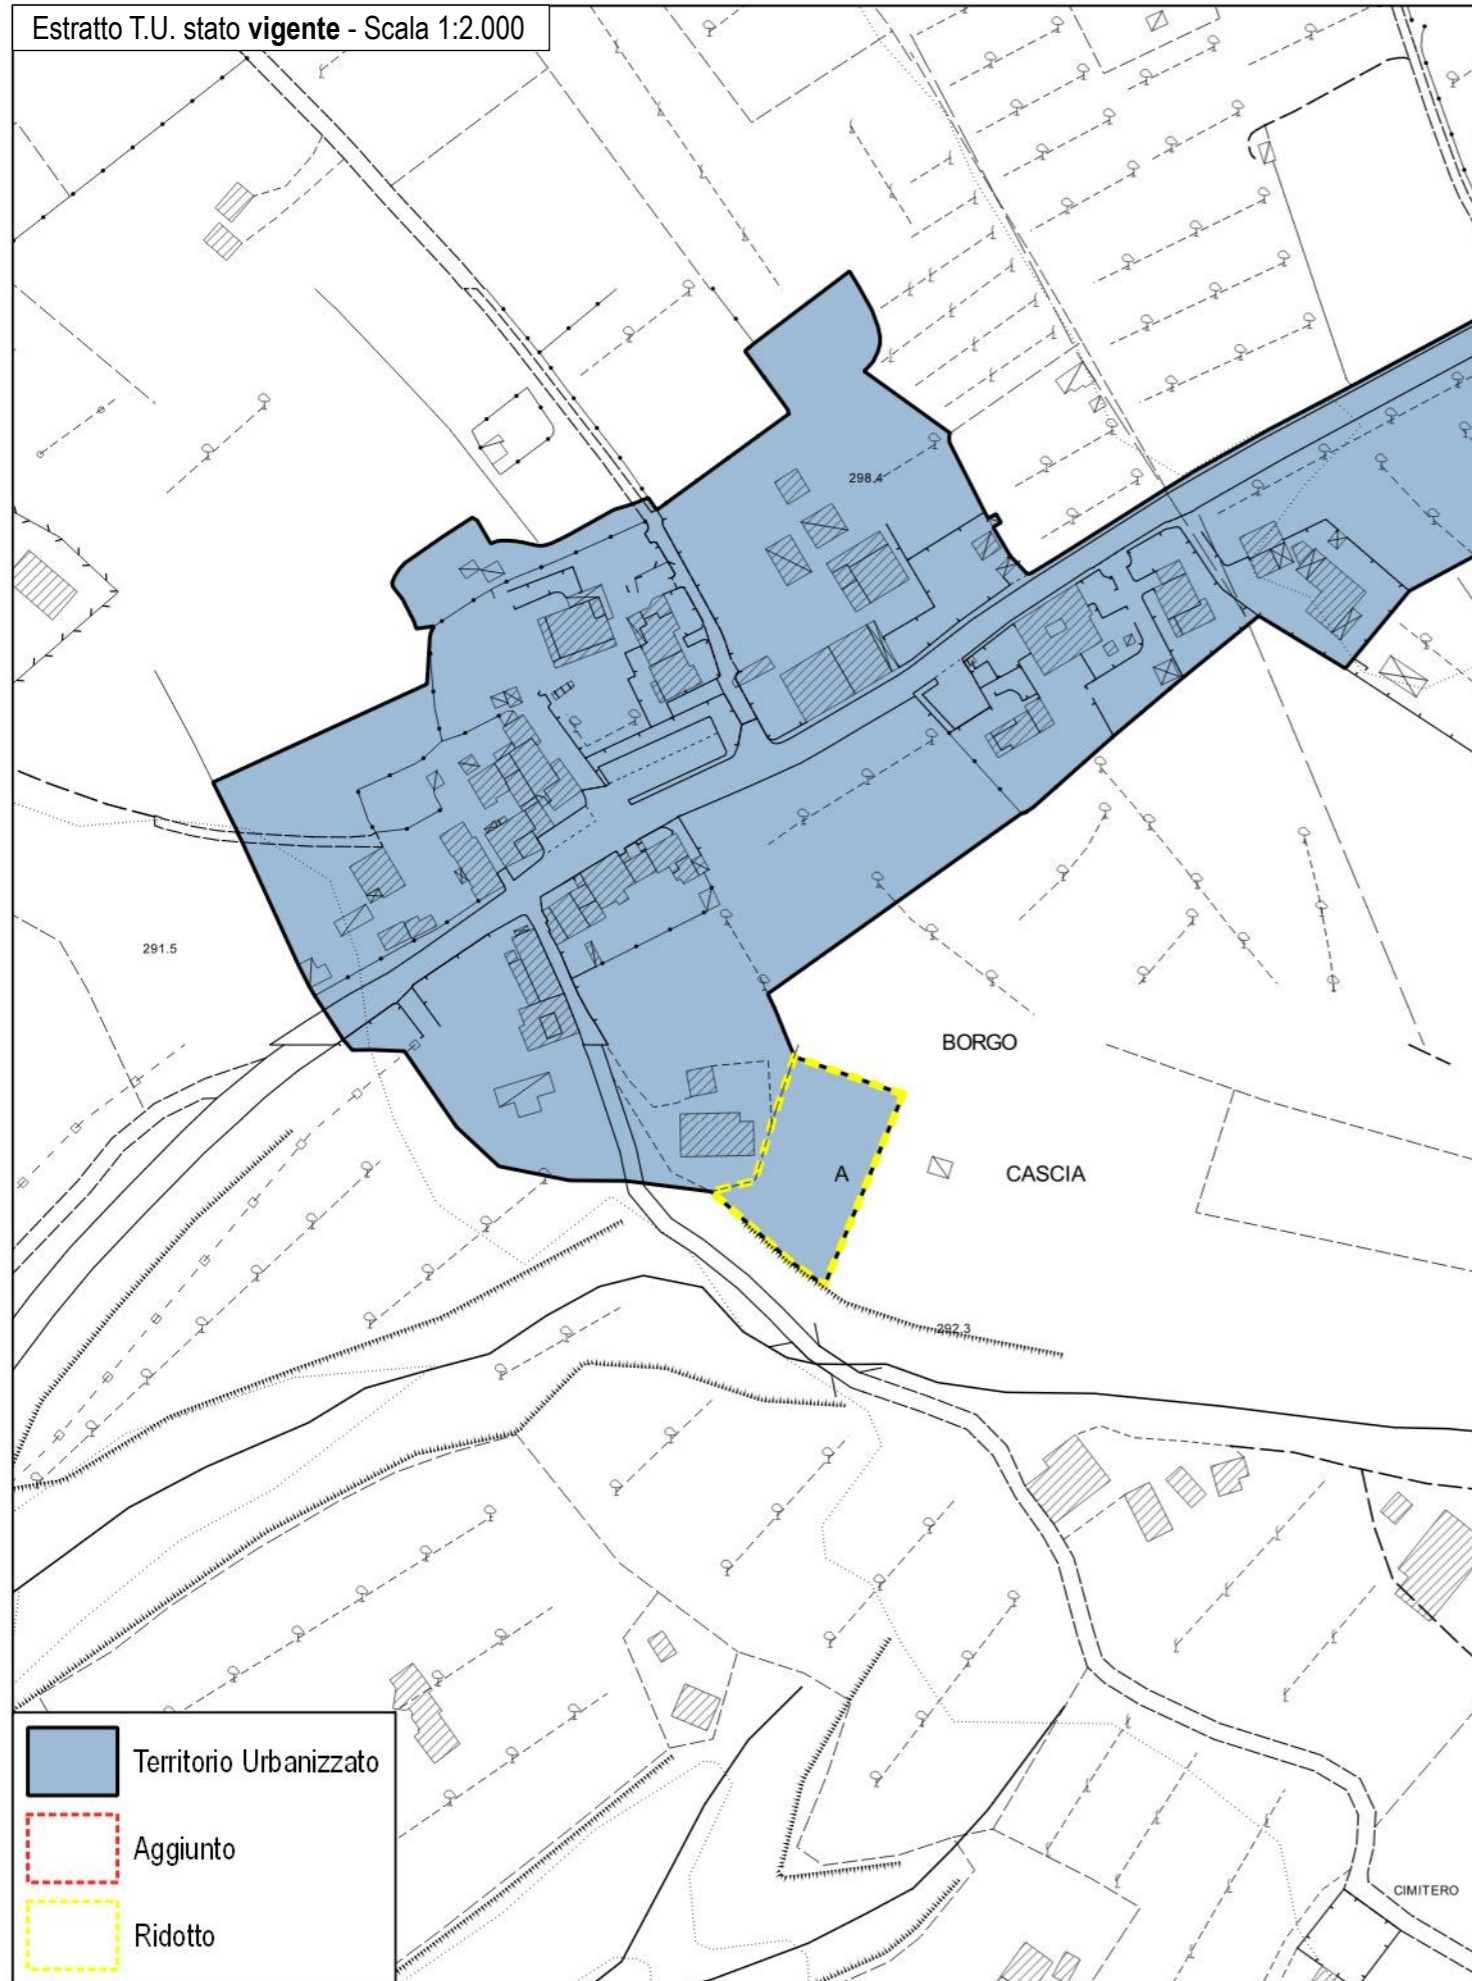 Estratto T.U. stato vigente - Scala 1:2.000
298.4
291.5
BORGO
A
CASCIA
292.3
CIMITERO
Territorio Urbanizzato
Aggiunto
Ridotto